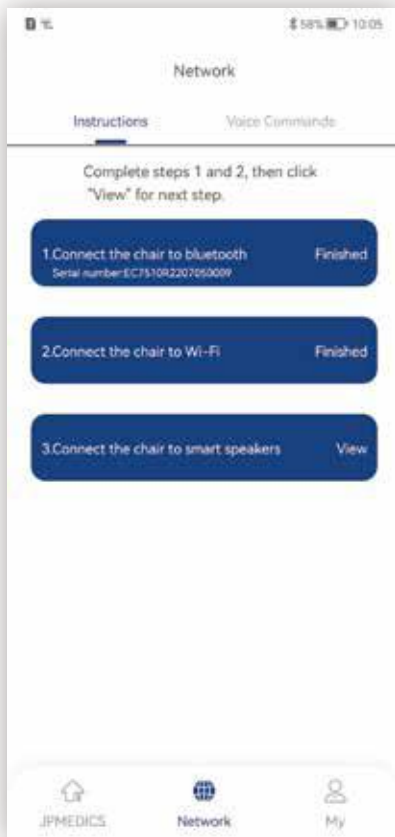 58% 10:05
Network
Instructions Voice Commands
Complete steps 1 and 2, then click
"View" for next step.
1.Connect the chair to bluetooth Finished
Serial number:EC7510R2207050009
2.Connect the chair to Wi-Fi Finished
3.Connect the chair to smart speakers View
JPMEDICS Network My